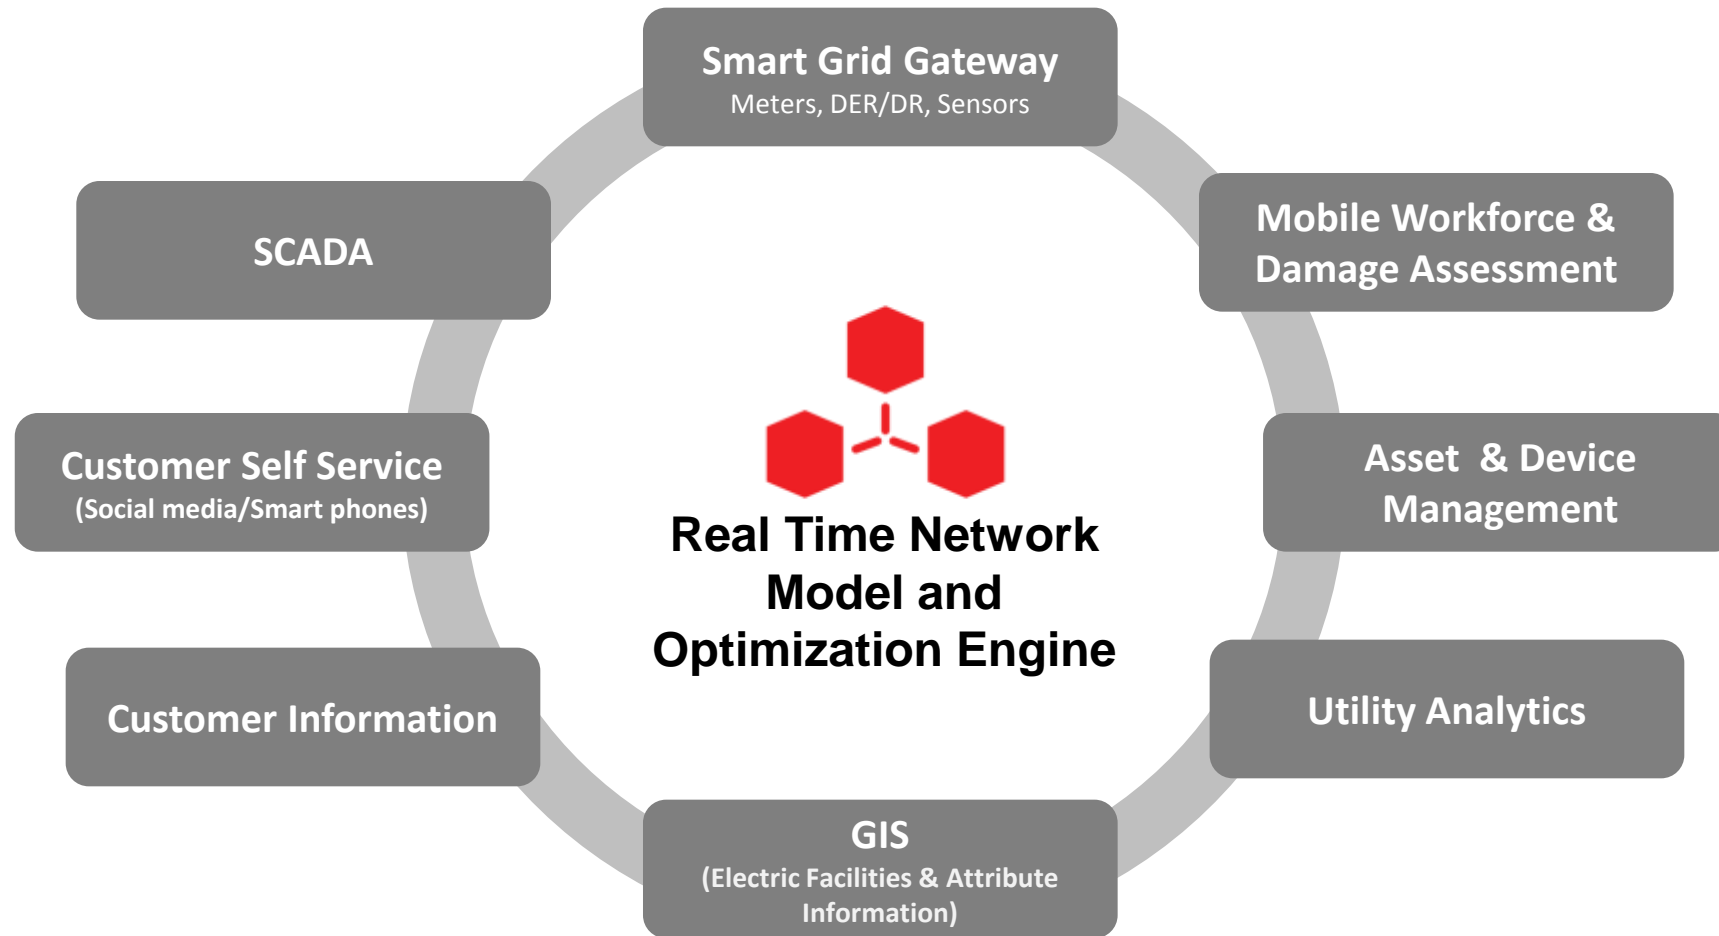 Smart Grid Gateway
Meters, DER/DR, Sensors
SCADA
Mobile Workforce &
Damage Assessment
Customer Self Service
(Social media/Smart phones)
Asset  & Device
Management
Real Time Network
Model and
Optimization Engine
Customer Information
Utility Analytics
GIS
(Electric Facilities & Attribute
Information)